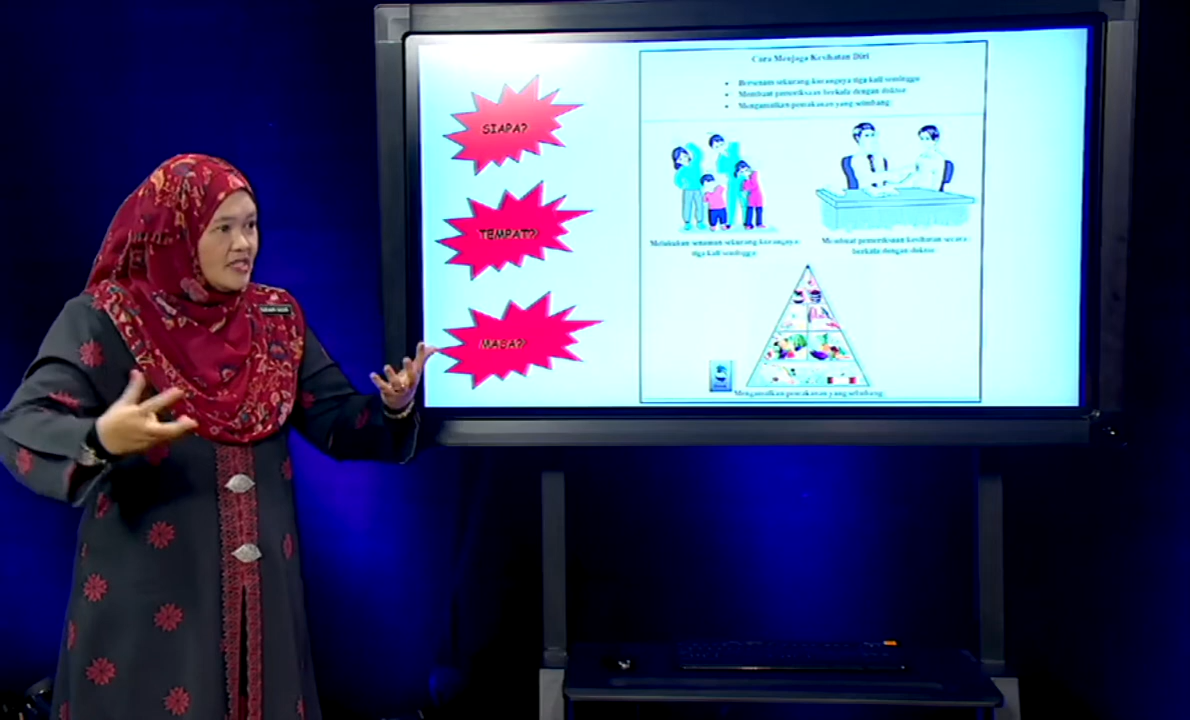 SIAPA?
TEMPAT?
MASA?
Cara Menjaga Kesihatan Diri
Bersenam sekurang-kurangnya tiga kali seminggu
Membuat pemeriksaan berkala dengan doktor
Mengamalkan pemakanan yang seimbang
Melakukan senaman sekurang-kurangnya
tiga kali seminggu
Membuat pemeriksaan kesihatan secara
berkala dengan doktor
Mengamalkan pemakanan yang seimbang